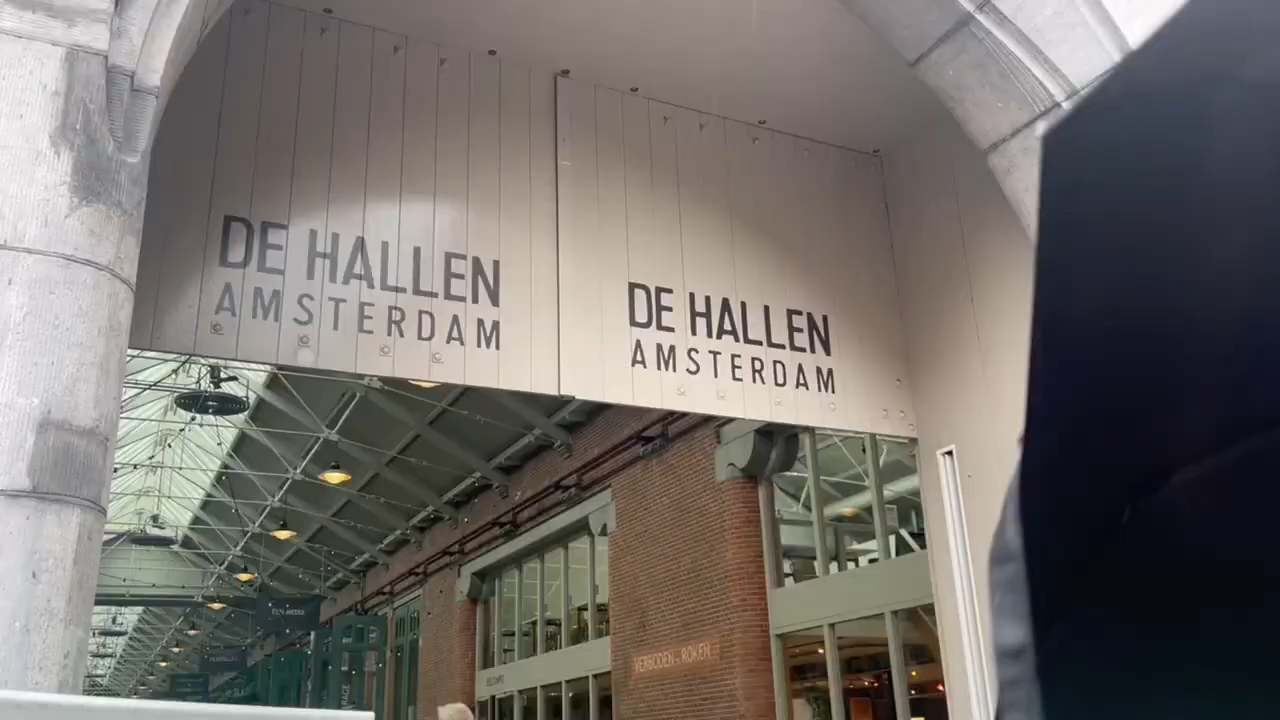 DE HALLEN
AMSTERDAM
DE HALLEN
AMSTERDAM
VERBODEN TE ROKEN